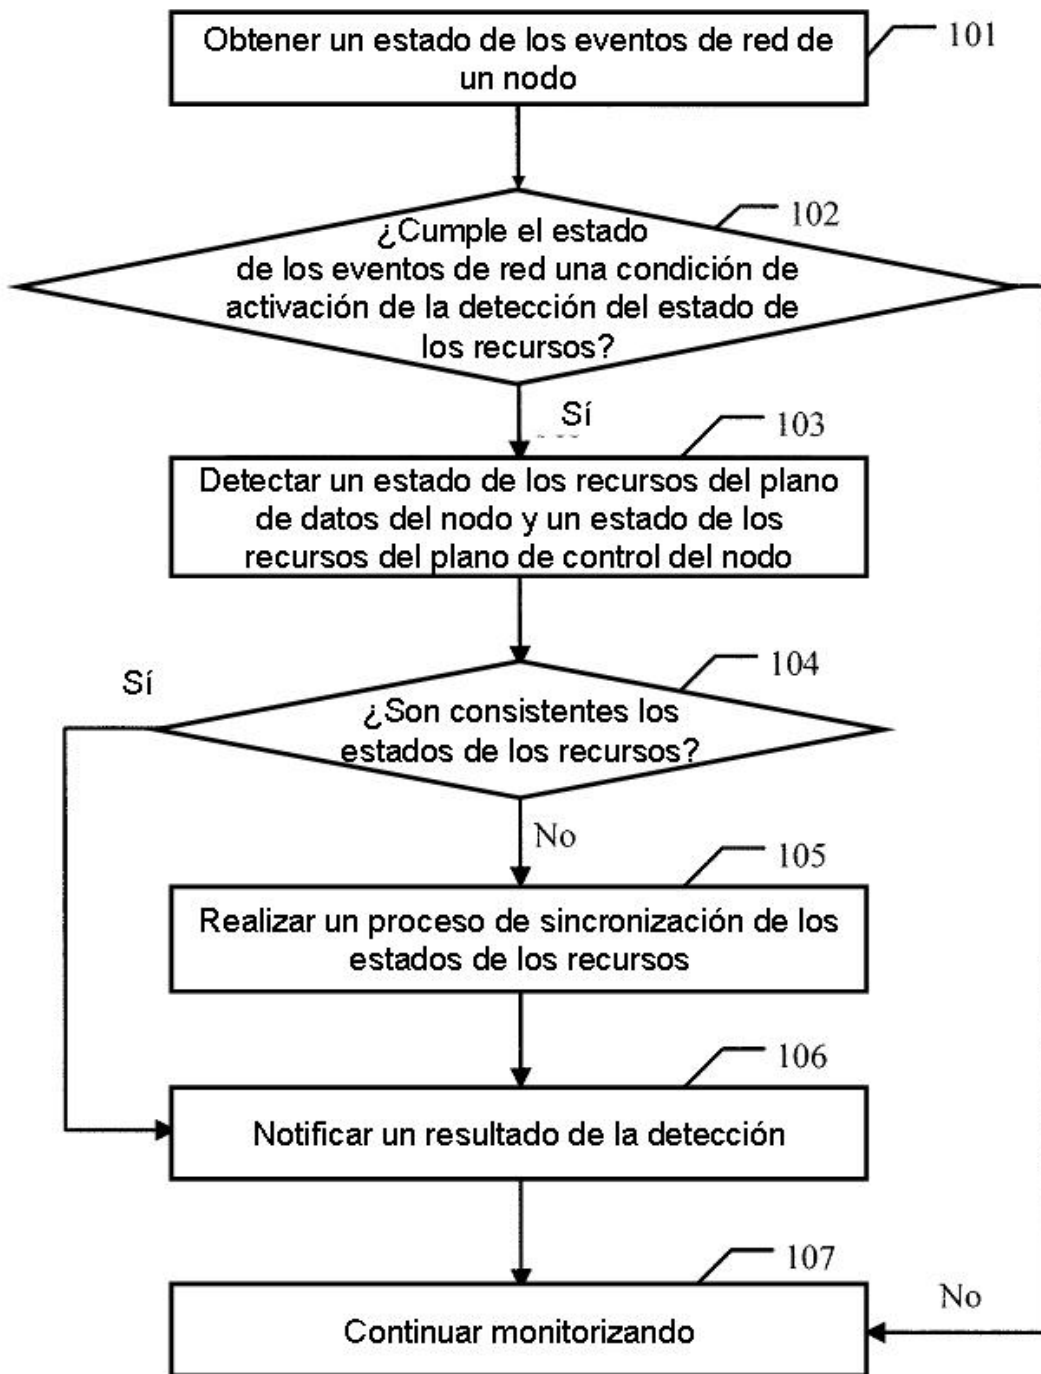 Obtener un estado de los eventos de red de
un nodo
101
102
¿Cumple el estado
de los eventos de red una condición de
activación de la detección del estado de
los recursos?
Sí
103
Detectar un estado de los recursos del plano
de datos del nodo y un estado de los
recursos del plano de control del nodo
104
Sí
¿Son consistentes los
estados de los recursos?
No
105
Realizar un proceso de sincronización de los
estados de los recursos
106
Notificar un resultado de la detección
107
No
Continuar monitorizando